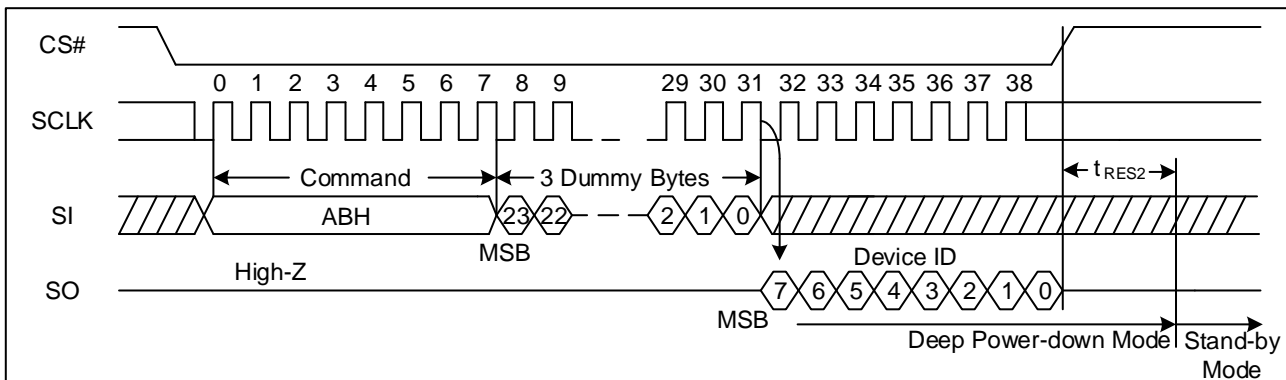 CS#
0 1 2 3 4 5 6 7 8 9 29 30 31 32 33 34 35 36 37 38
SCLK
Command 3 Dummy Bytes tRES2
SI ABH 23 22 2 1 0
MSB
High-Z Device ID
SO 7 6 5 4 3 2 1 0
MSB
Deep Power-down Mode Stand-by
Mode